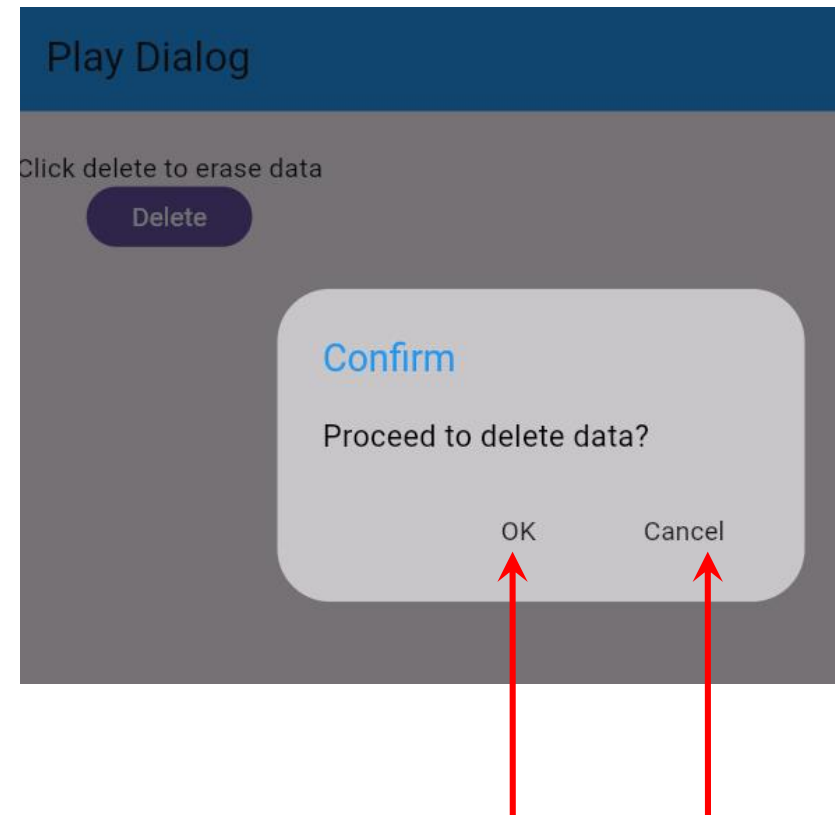 Play Dialog
Click delete to erase data
Delete
Confirm
Proceed to delete data?
OK Cancel